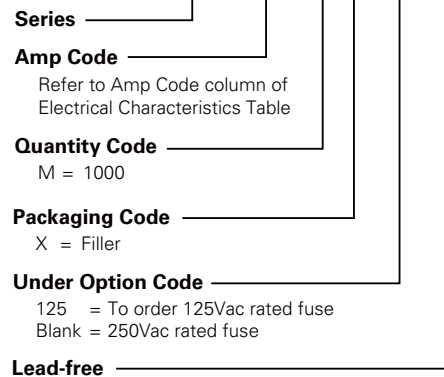 Series
Amp Code
Refer to Amp Code column of
Electrical Characteristics Table
Quantity Code
M = 1000
Packaging Code
X = Filler
Under Option Code
125 = To order 125Vac rated fuse
Blank = 250Vac rated fuse
Lead-free